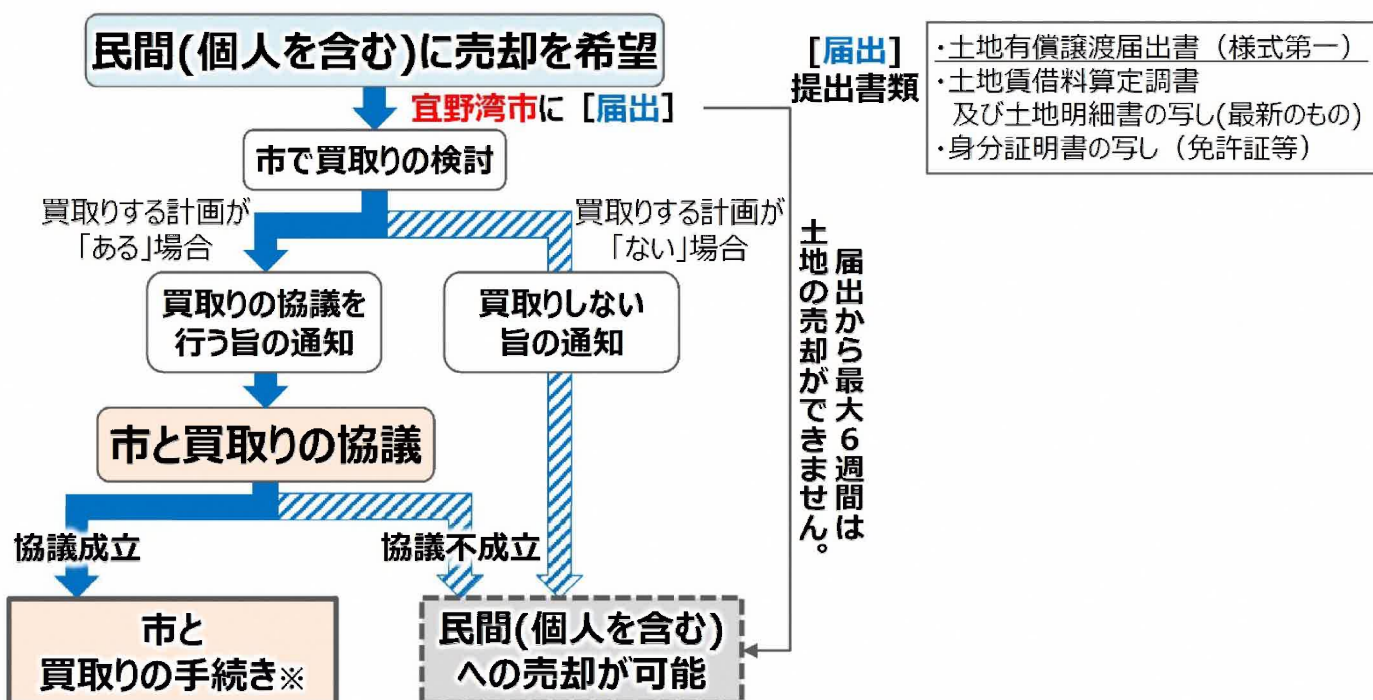 民間(個人を含む)に売却を希望
宜野湾市に [届出]
[届出]
提出書類
・土地有償譲渡届出書（様式第一）
・土地賃借料算定調書
及び土地明細書の写し(最新のもの)
・身分証明書の写し（免許証等）
市で買取りの検討
買取りする計画が
「ある」場合
買取りする計画が
「ない」場合
買取りの協議を
行う旨の通知
買取りしない
旨の通知
届出から最大６週間は
土地の売却ができません。
市と買取りの協議
協議成立
協議不成立
市と
買取りの手続き※
民間(個人を含む)
への売却が可能